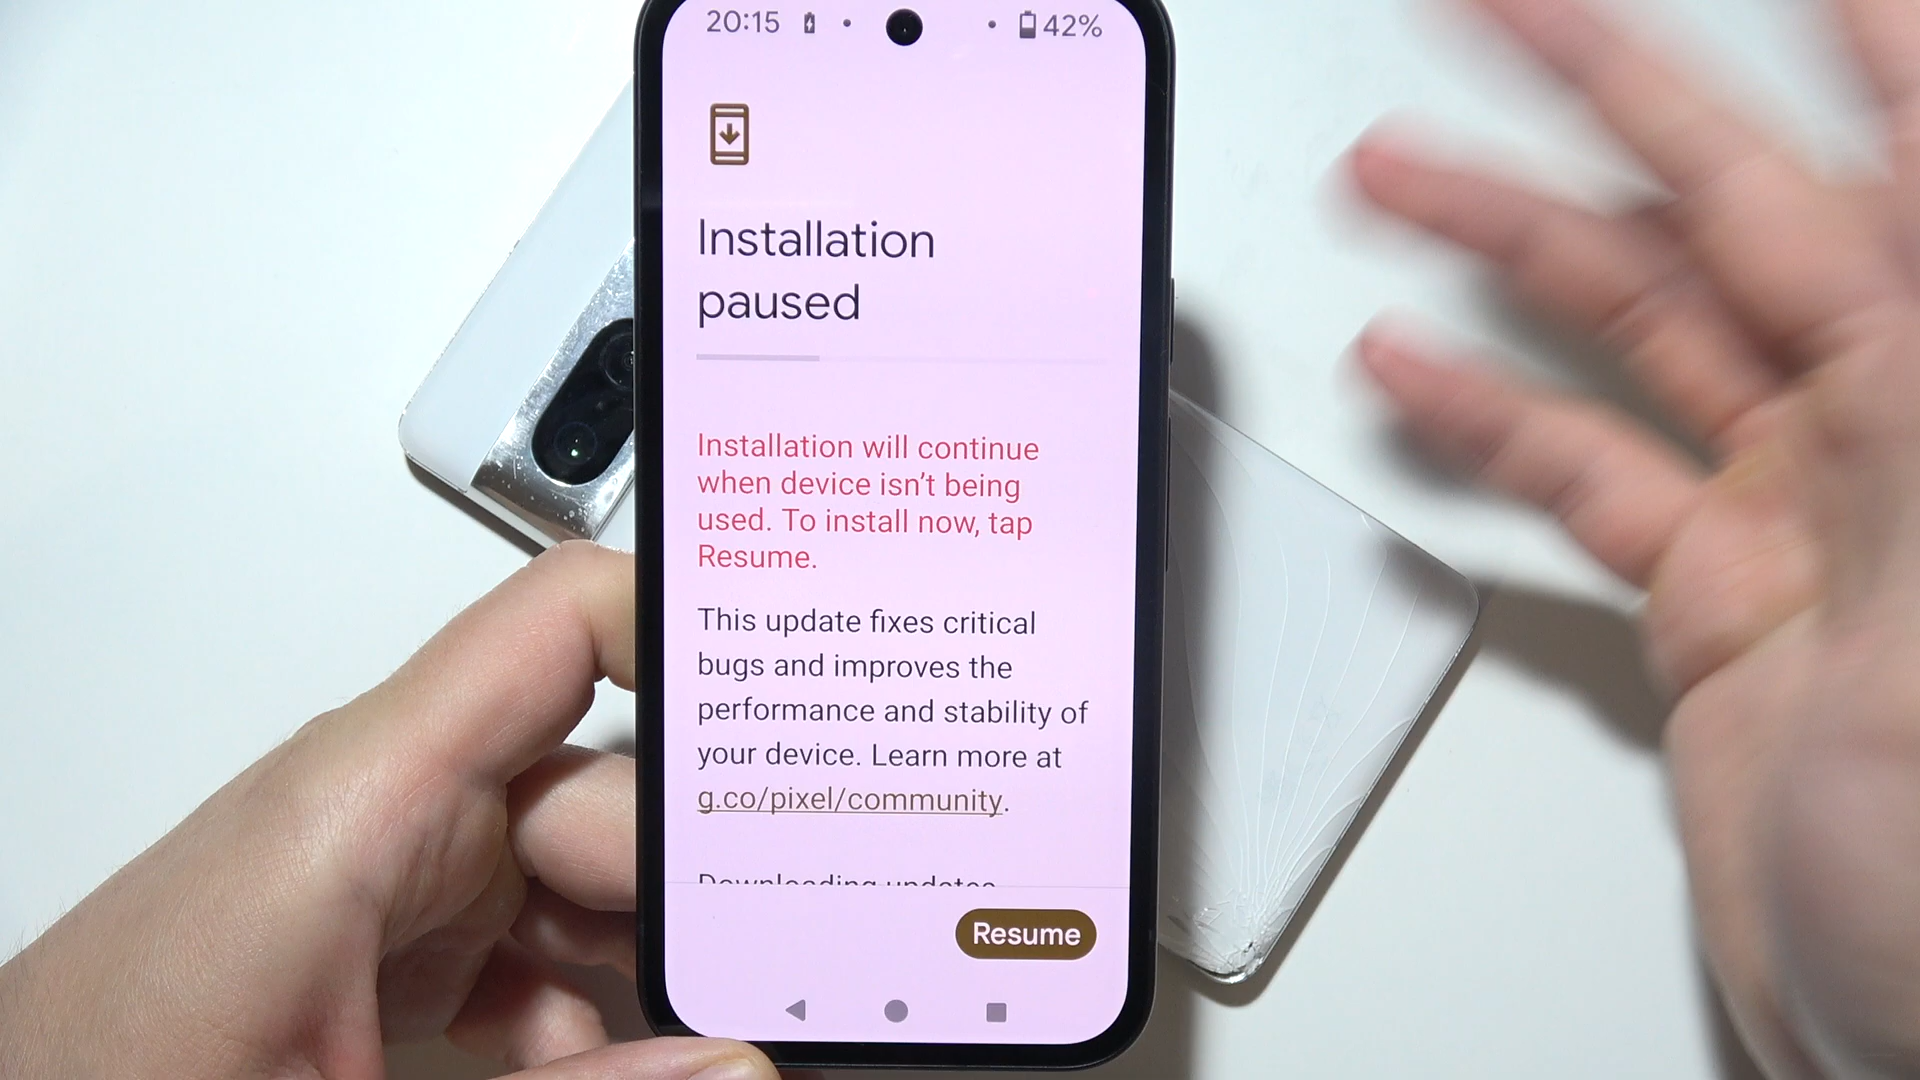 20:15
42%
Installation
paused
Installation will continue
when device isn't being
used. To install now, tap
Resume.
This update fixes critical
bugs and improves the
performance and stability of
your device. Learn more at
g.co/pixel/community.
Downloading updates
Resume